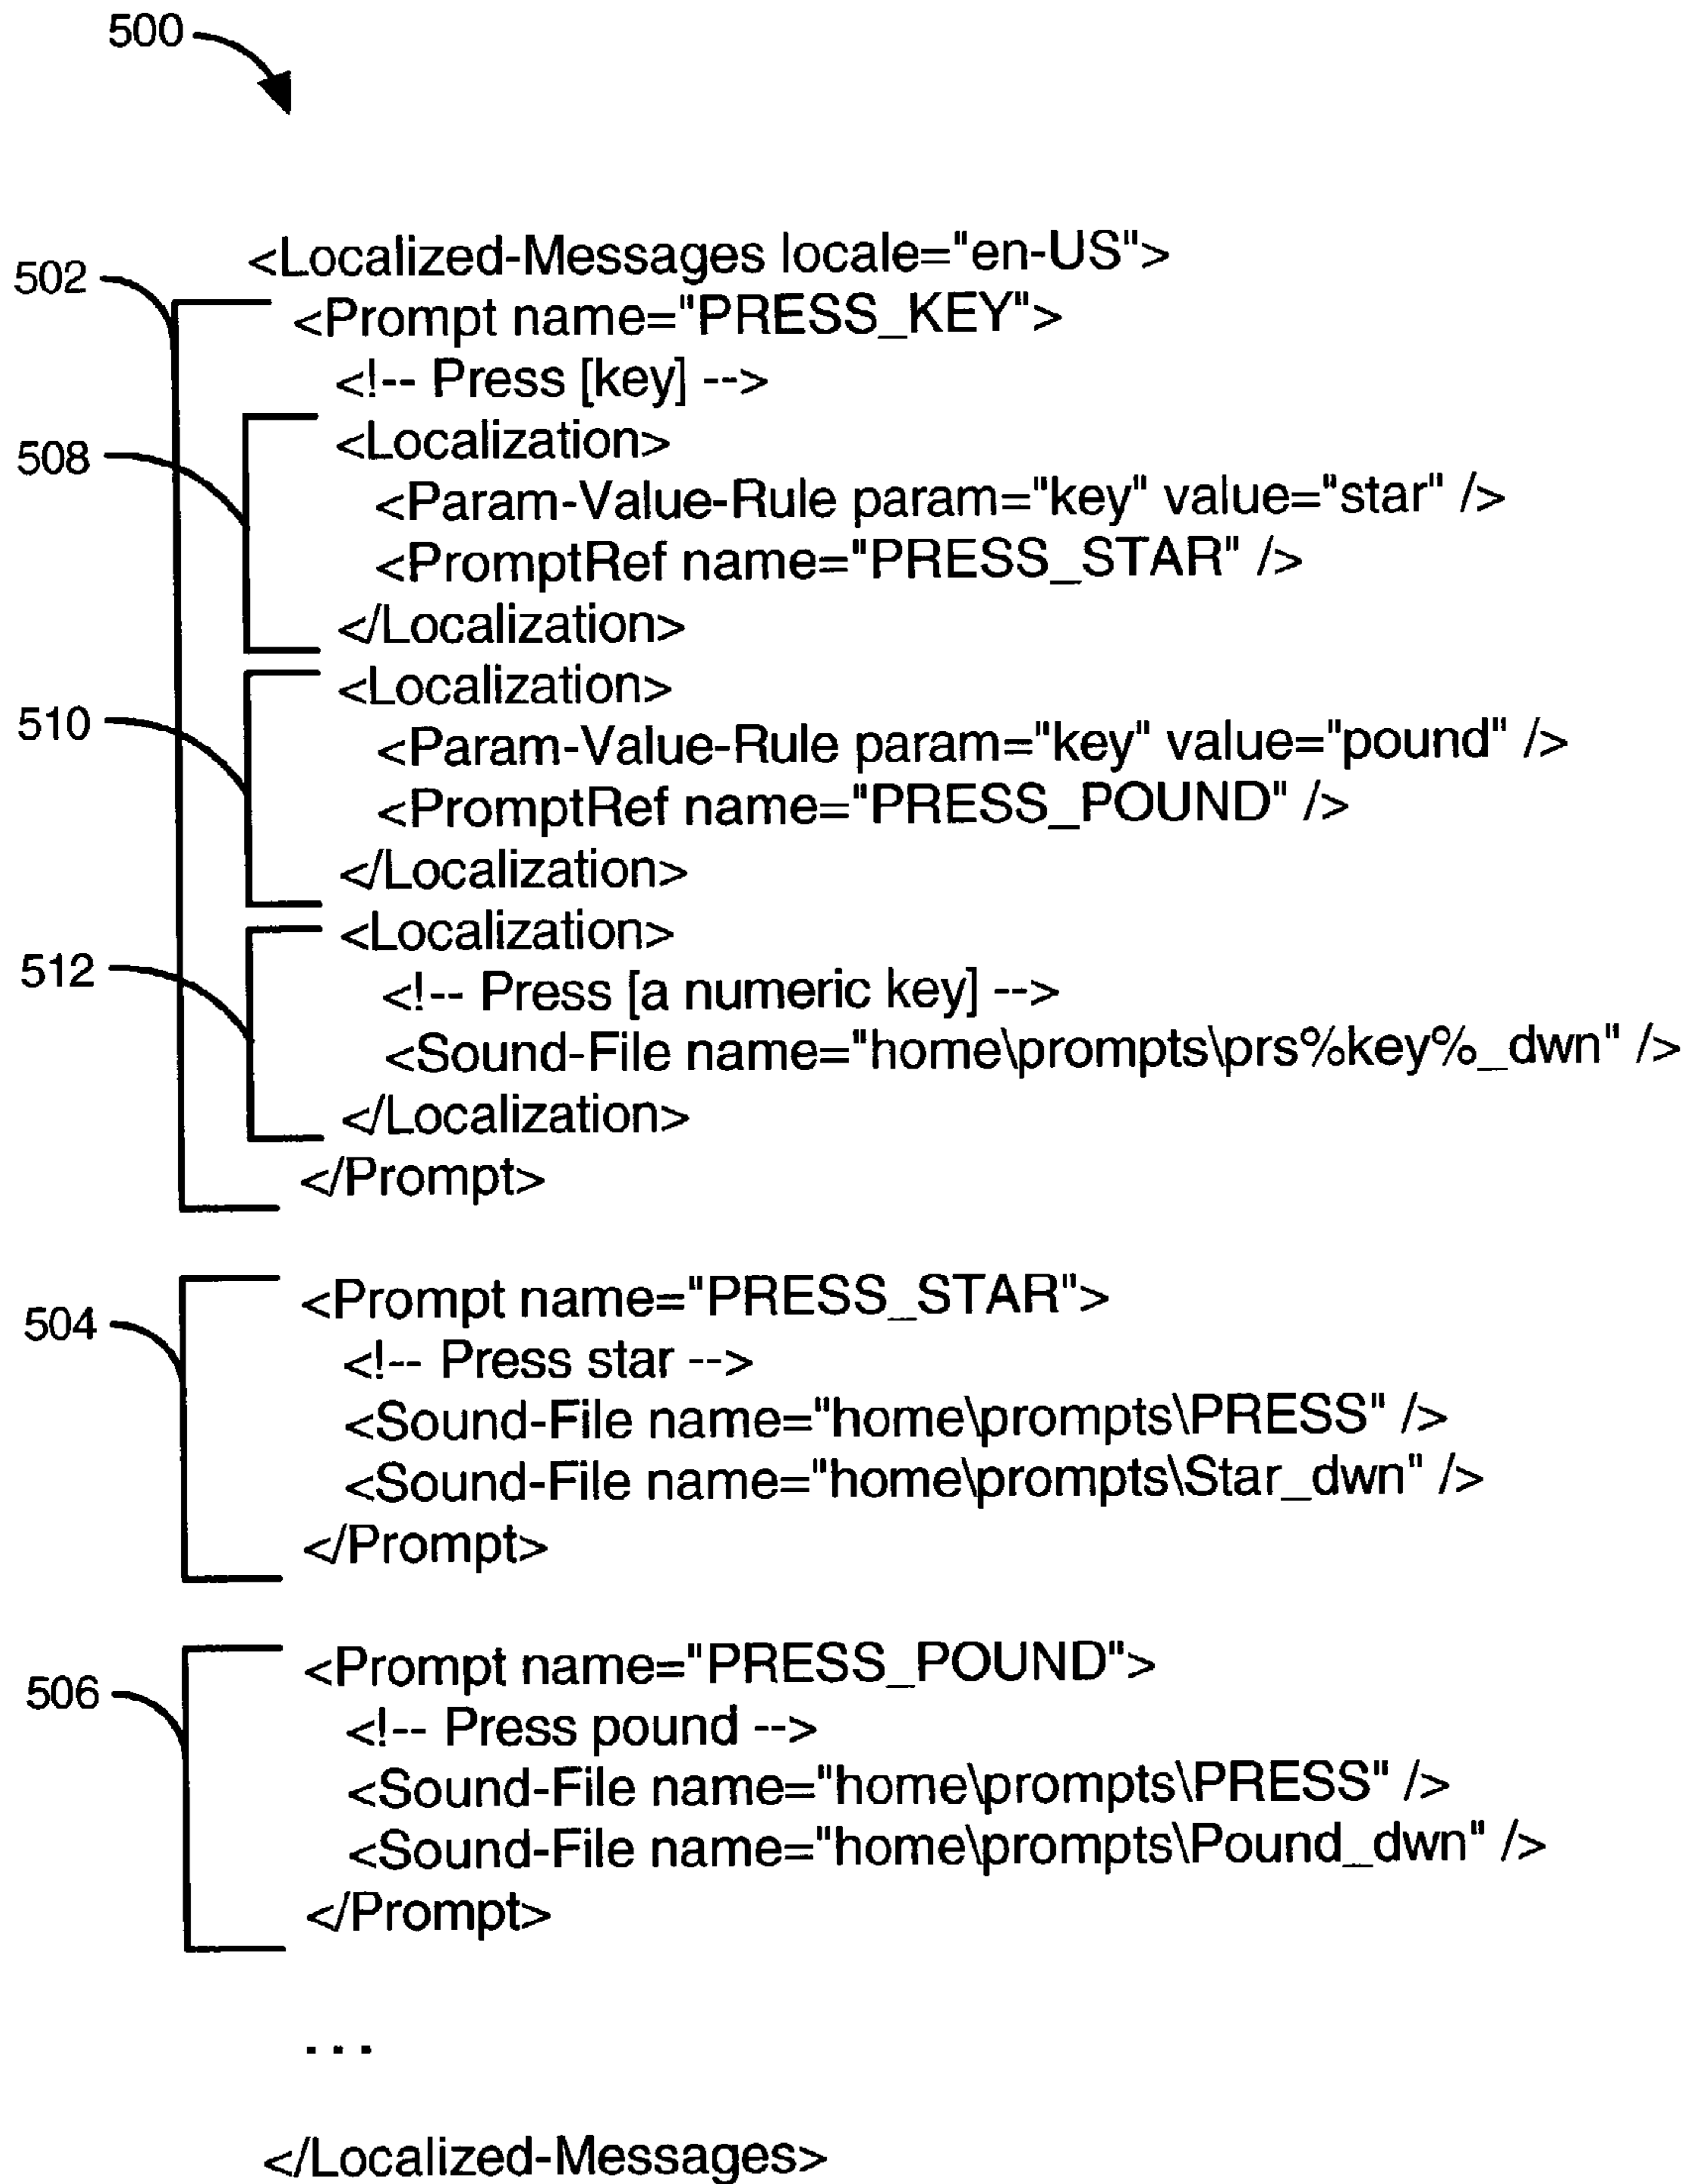 500
502
<Localized-Messages locale="en-US">
<Prompt name="PRESS_KEY">
<!-- Press [key] -->
508
<Localization>
<Param-Value-Rule param="key" value="star" />
<PromptRef name="PRESS_STAR" />
</Localization>
510
<Localization>
<Param-Value-Rule param="key" value="pound" />
<PromptRef name="PRESS_POUND" />
</Localization>
512
<Localization>
<!-- Press [a numeric key] -->
<Sound-File name="home\prompts\prs%key%_dwn" />
</Localization>
</Prompt>
504
<Prompt name="PRESS_STAR">
<!-- Press star -->
<Sound-File name="home\prompts\PRESS" />
<Sound-File name="home\prompts\Star_dwn" />
</Prompt>
506
<Prompt name="PRESS_POUND">
<!-- Press pound -->
<Sound-File name="home\prompts\PRESS" />
<Sound-File name="home\prompts\Pound_dwn" />
</Prompt>
...
</Localized-Messages>